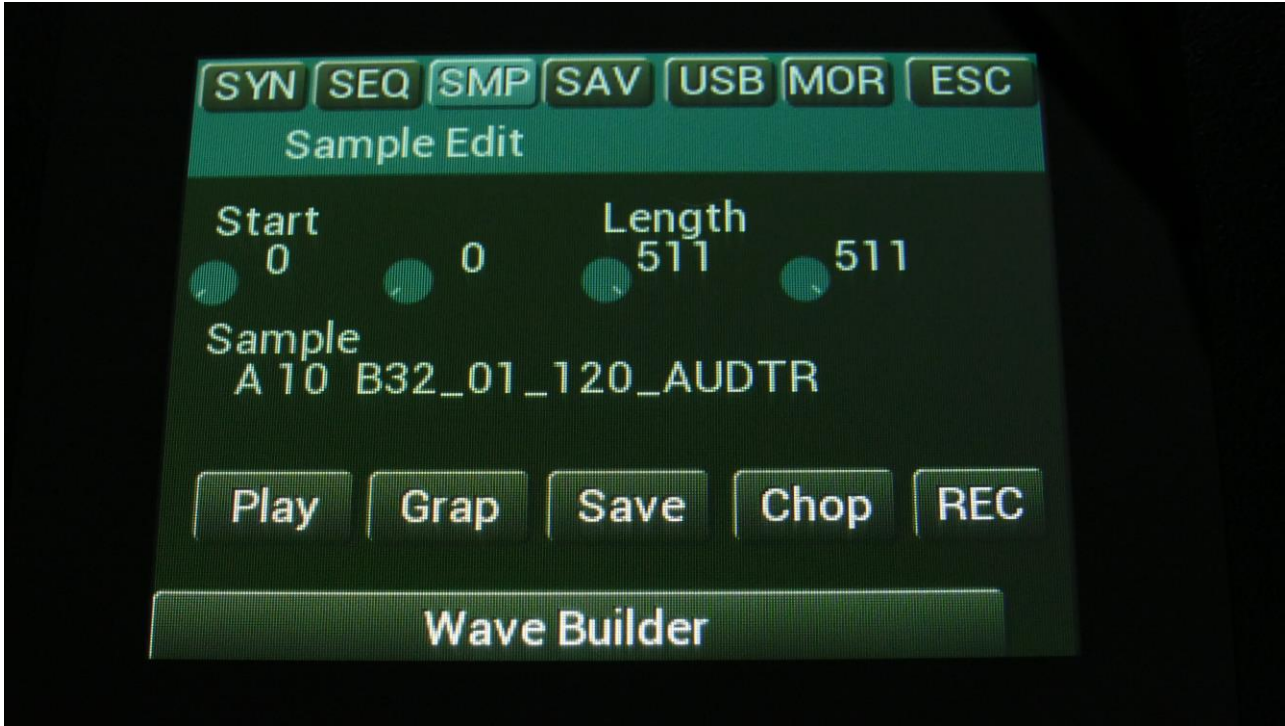 SYN SEQ SMP SAV USB MOR ESC
Sample Edit
Start Length
0 0 511 511
Sample
A 10 B32_01_120_AUDTR
Play Grap Save Chop REC
Wave Builder